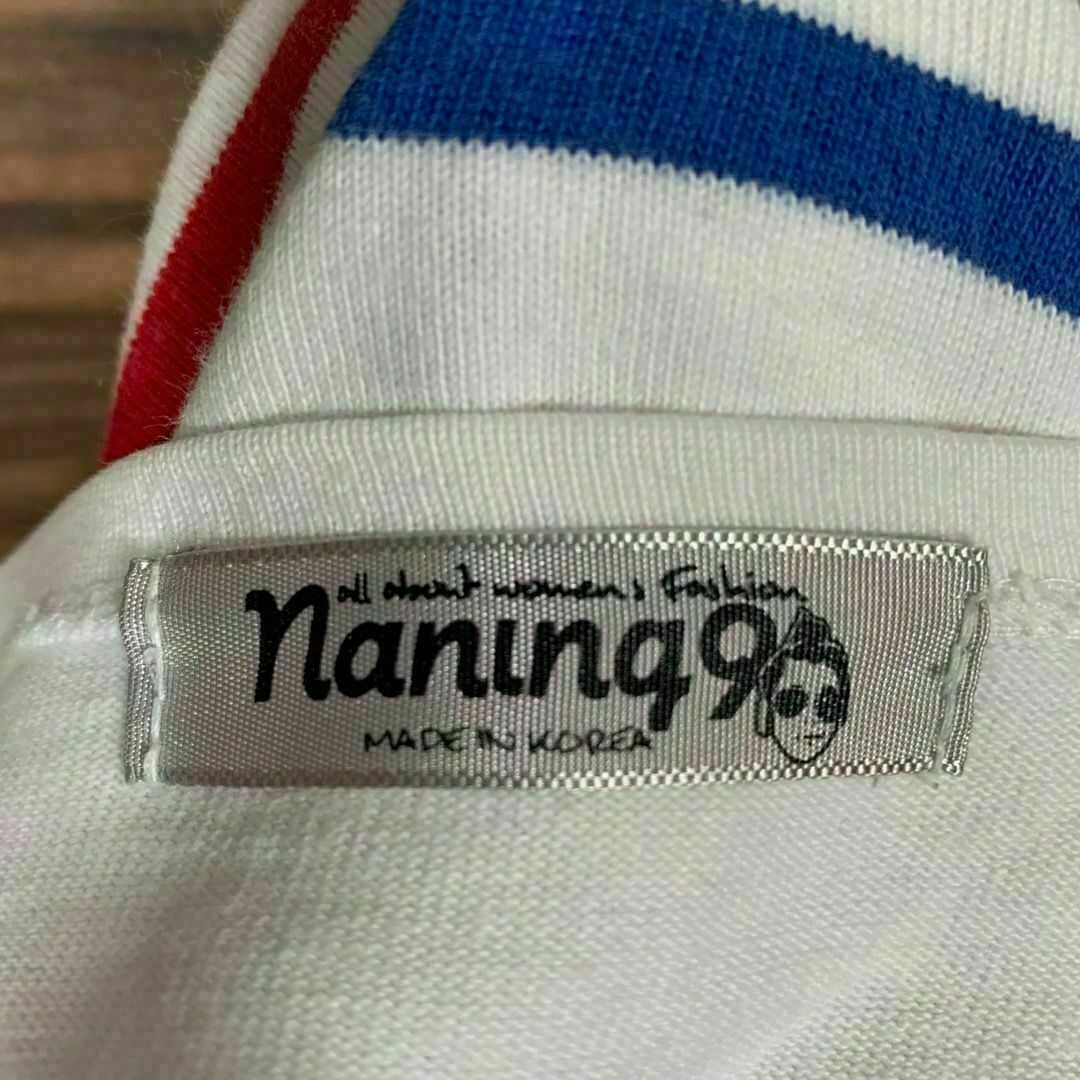 all about women's Fashion
naning9
MADE IN KOREA